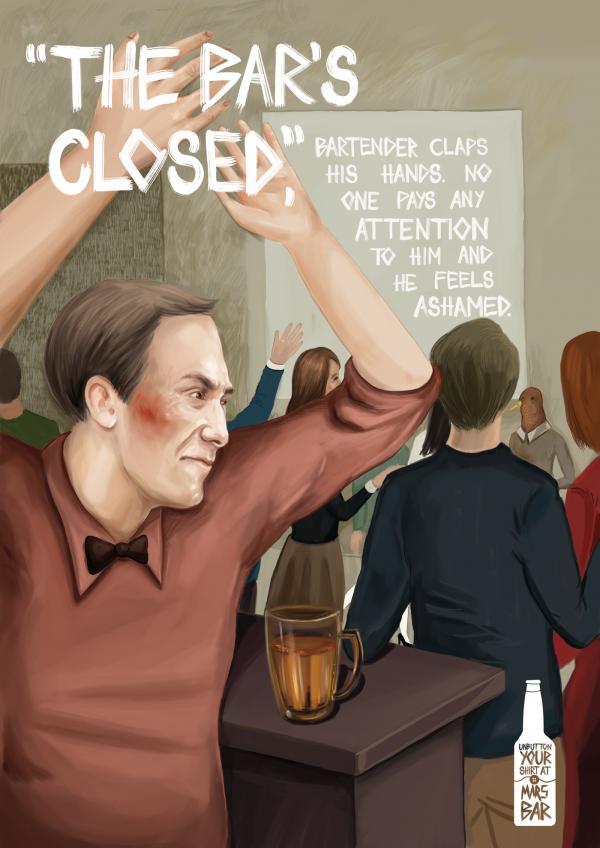 "THE BAR'S
CLOSED,"
BARTENDER CLAPS
HIS HANDS. NO
ONE PAYS ANY
ATTENTION
TO HIM AND
HE FEELS
ASHAMED.
UNBUTTON
YOUR
SHIRT AT
MARS
BAR